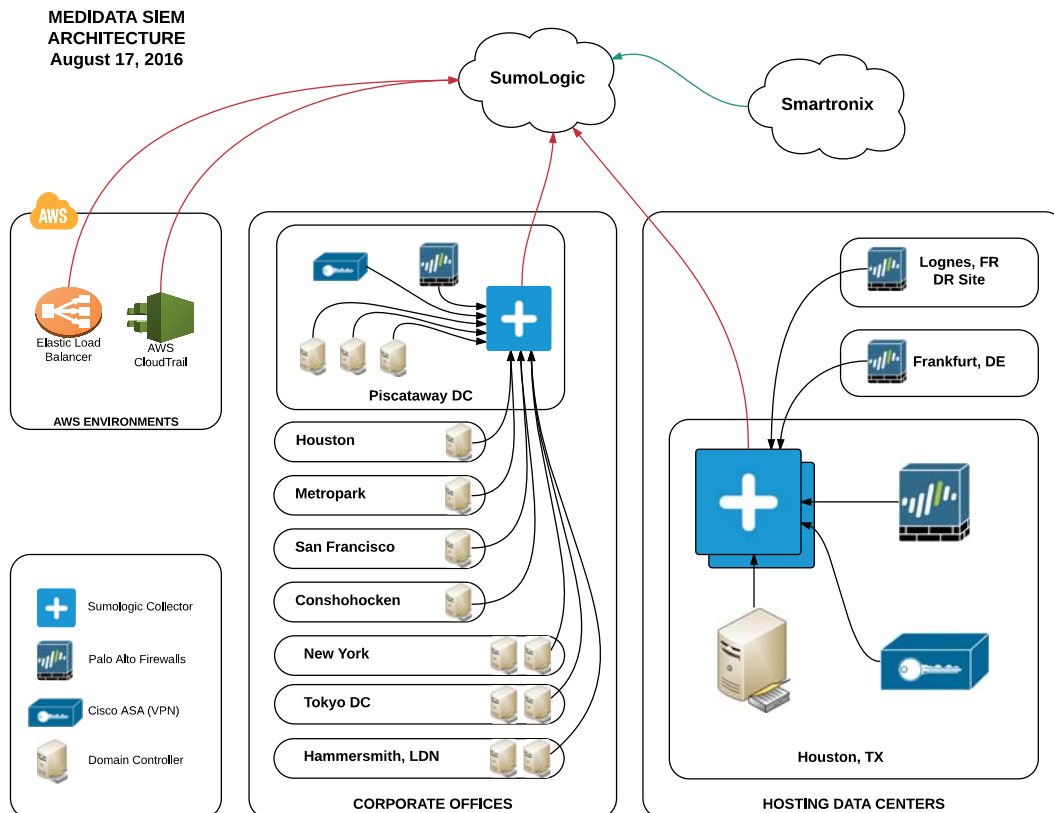 MEDIDATA SIEM
ARCHITECTURE
August 17, 2016
SumoLogic
Smartronix
AWS
Elastic Load
Balancer
AWS
CloudTrail
AWS ENVIRONMENTS
Sumologic Collector
Palo Alto Firewalls
Cisco ASA (VPN)
Domain Controller
Piscataway DC
Houston
Metropark
San Francisco
Conshohocken
New York
Tokyo DC
Hammersmith, LDN
CORPORATE OFFICES
Lognes, FR
DR Site
Frankfurt, DE
Houston, TX
HOSTING DATA CENTERS